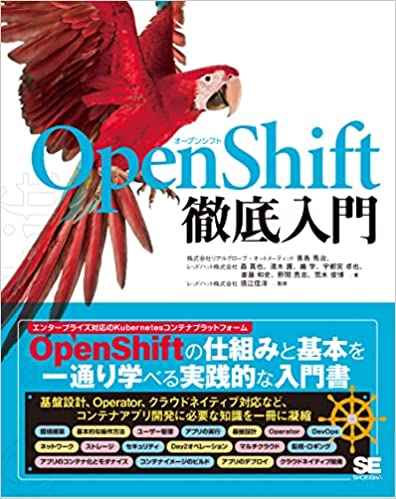 オープンシフト
OpenShift
徹底入門
株式会社リアルグローブ・オートメーティッド 喜島 秀治、
レッドハット株式会社 森 真也、清水 護、織 学、宇都宮 卓也、
斎藤 和史、野間 亮志、荒木 俊博 ● 著
レッドハット株式会社 須江信洋 ● 監修
エンタープライズ対応のKubernetesコンテナプラットフォーム
OpenShiftの仕組みと基本を
一通り学べる実践的な入門書
基盤設計、Operator、クラウドネイティブ対応など、
コンテナアプリ開発に必要な知識を一冊に凝縮
環境構築 基本的な操作方法 ユーザー管理 アプリの実行 基盤設計 Operator DevOps
ネットワーク ストレージ セキュリティ Day2オペレーション マルチクラウド 監視・ロギング
アプリのコンテナ化とモダナイズ コンテナイメージのビルド アプリのデプロイ クラウドネイティブ開発
SE
SHOEISHA